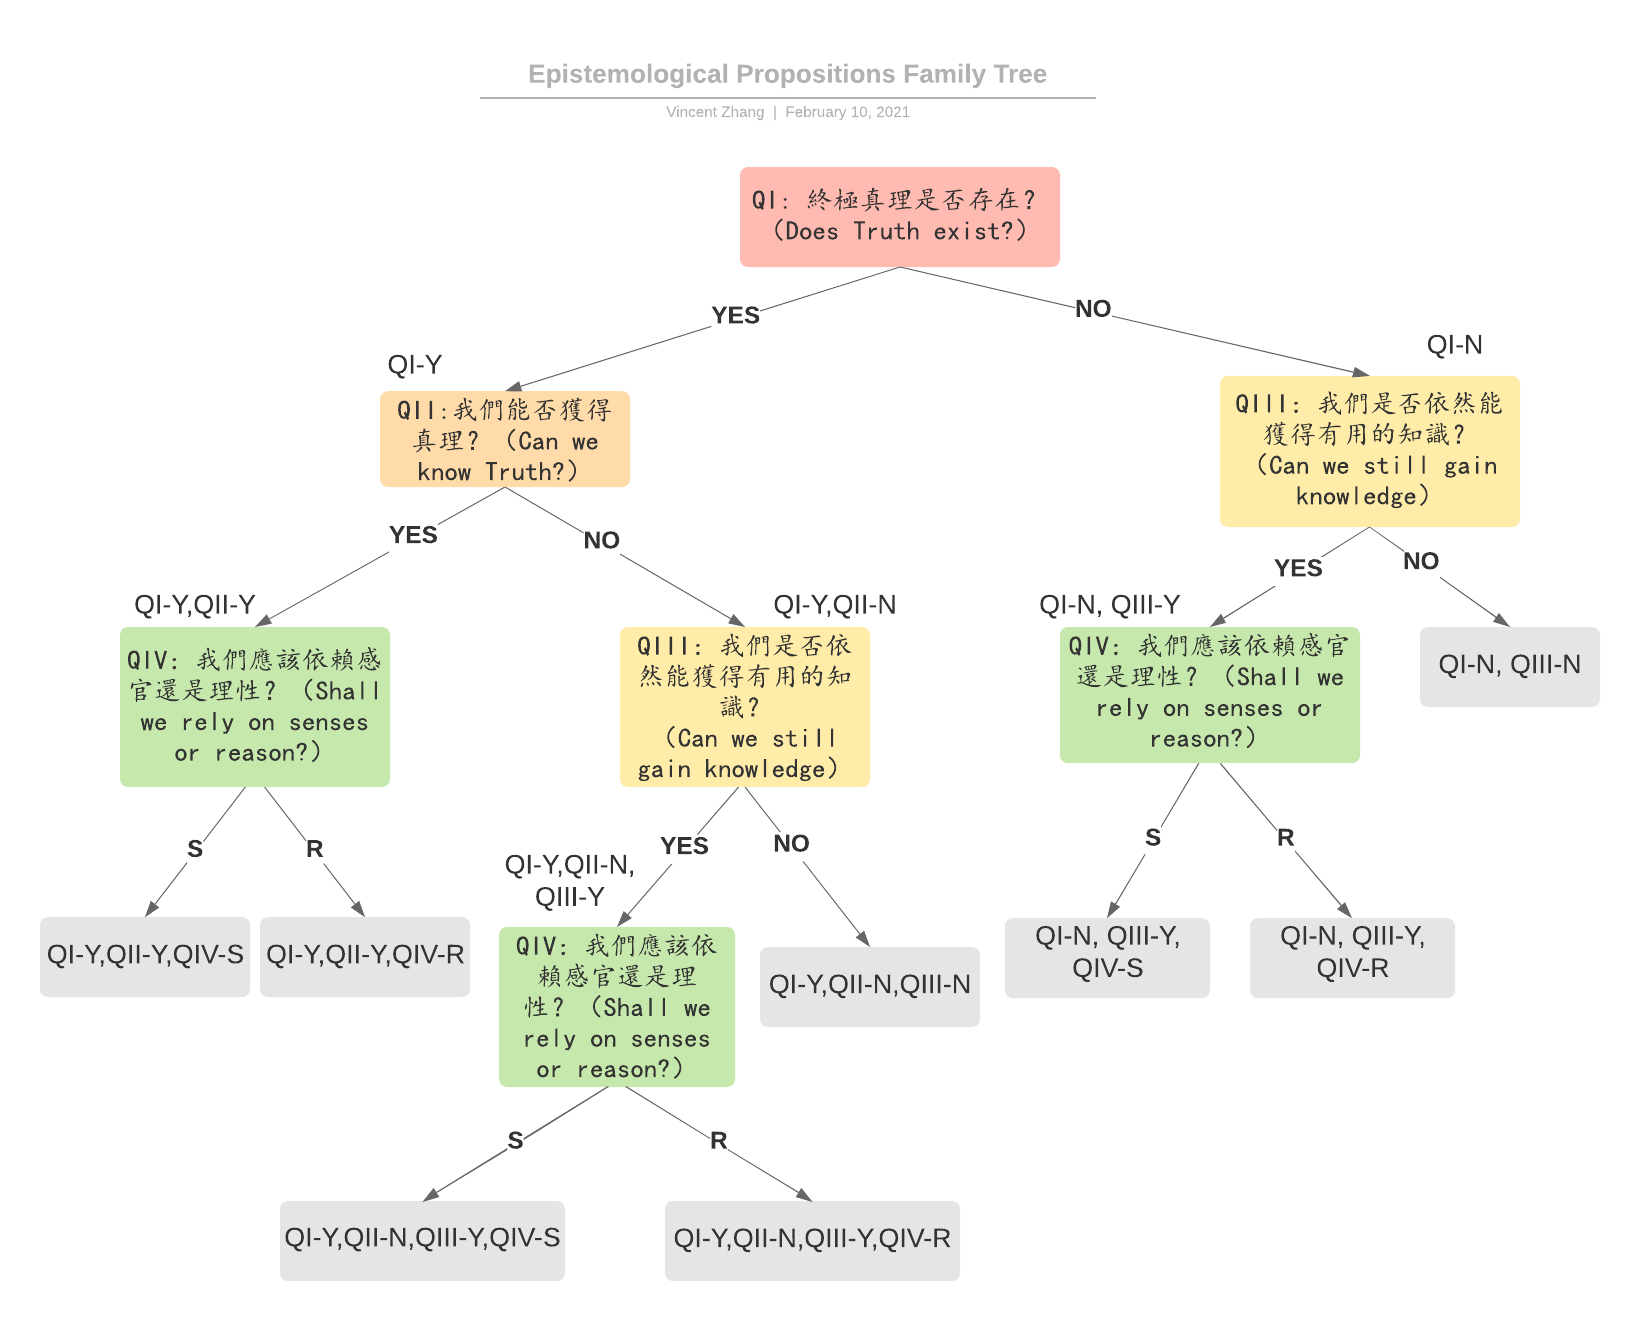 Epistemological Propositions Family Tree
Vincent Zhang | February 10, 2021
QI: 終極真理是否存在?
(Does Truth exist?)
YES
NO
QI-Y
QI-N
QII:我們能否獲得
真理? (Can we
know Truth?)
QIII: 我們是否依然能
獲得有用的知識?
(Can we still gain
knowledge)
YES
NO
YES
NO
QI-Y,QII-Y
QI-Y,QII-N
QI-N, QIII-Y
QIV: 我們應該依賴感
官還是理性? (Shall
we rely on senses
or reason?)
QIII: 我們是否依
然能獲得有用的知
識?
(Can we still
gain knowledge)
QIV: 我們應該依賴感官
還是理性? (Shall we
rely on senses or
reason?)
QI-N, QIII-N
S
R
YES
NO
S
R
QI-Y,QII-N,
QIII-Y
QI-Y,QII-Y,QIV-S
QI-Y,QII-Y,QIV-R
QIV: 我們應該依
賴感官還是理
性? (Shall we
rely on senses
or reason?)
QI-Y,QII-N,QIII-N
QI-N, QIII-Y,
QIV-S
QI-N, QIII-Y,
QIV-R
S
R
QI-Y,QII-N,QIII-Y,QIV-S
QI-Y,QII-N,QIII-Y,QIV-R